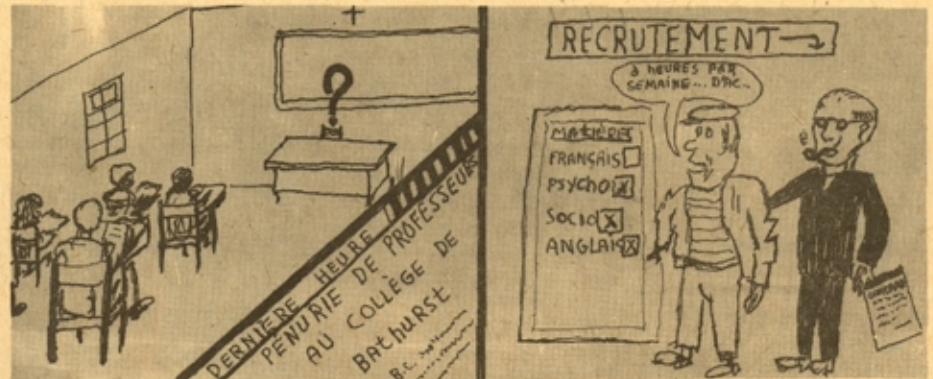 DERNIÈRE HEURE
PÉNURIE DE PROFESSEURS
AU COLLÈGE DE
BATHURST
B.C.
RECRUTEMENT
3 HEURES PAR
SEMAINE... D'AC..
MATIÈRES
FRANÇAIS
PSYCHO
SOCIO
ANGLAIS